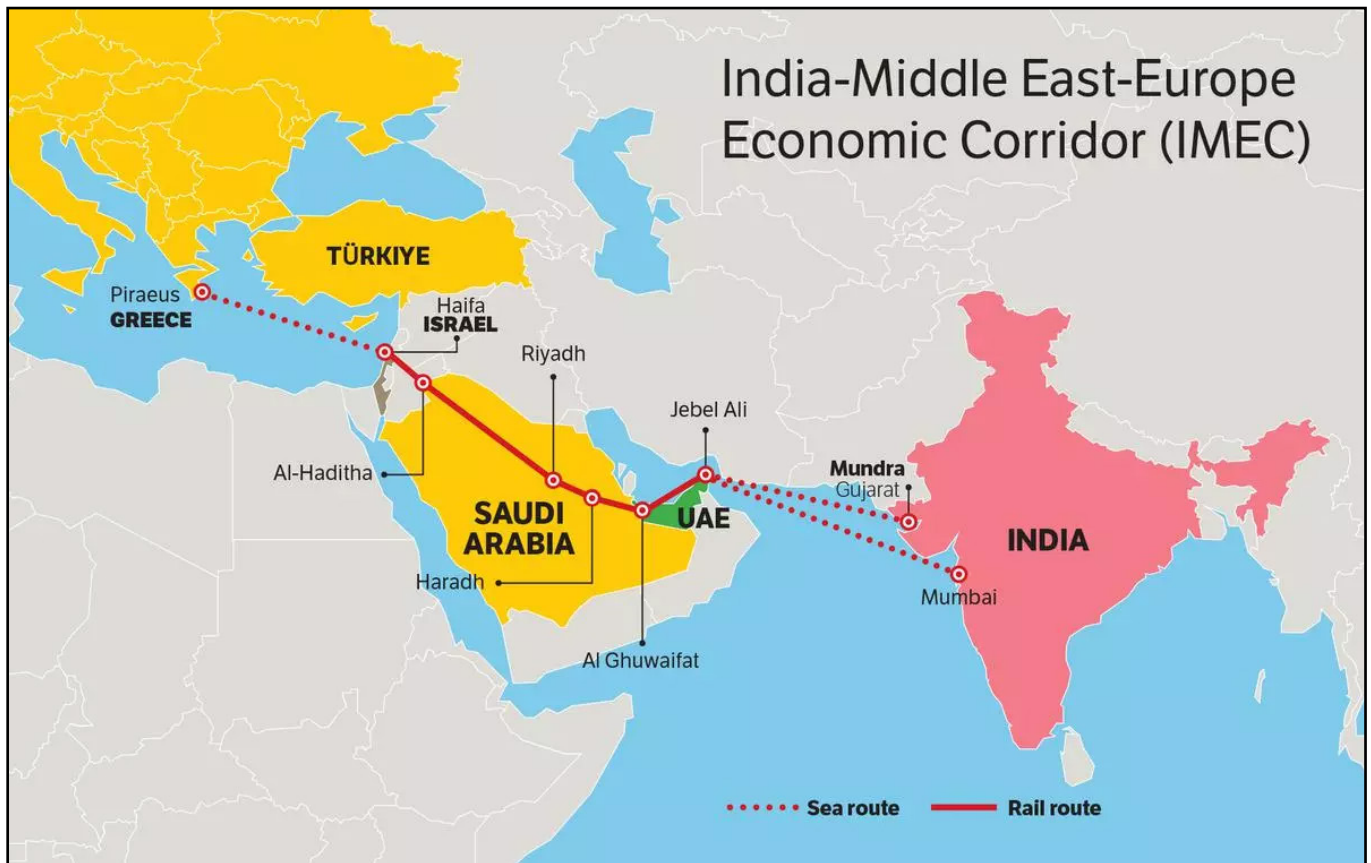 India-Middle East-Europe
Economic Corridor (IMEC)
TÜRKIYE
Piraeus
GREECE
Haifa
ISRAEL
Riyadh
Jebel Ali
Al-Haditha
Mundra
Gujarat
SAUDI
ARABIA
UAE
INDIA
Haradh
Mumbai
Al Ghuwaifat
Sea route
Rail route